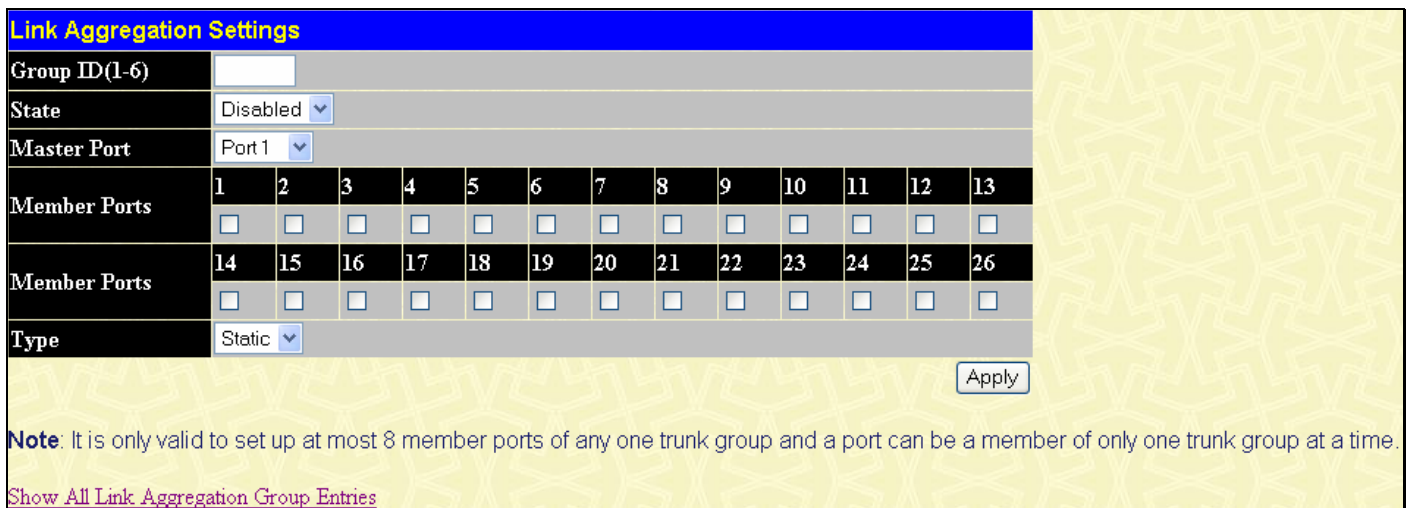 Link Aggregation Settings
Group ID(1-6)
State Disabled
Master Port Port 1
Member Ports 1 2 3 4 5 6 7 8 9 10 11 12 13
Member Ports 14 15 16 17 18 19 20 21 22 23 24 25 26
Type Static
Apply
Note: It is only valid to set up at most 8 member ports of any one trunk group and a port can be a member of only one trunk group at a time.
Show All Link Aggregation Group Entries